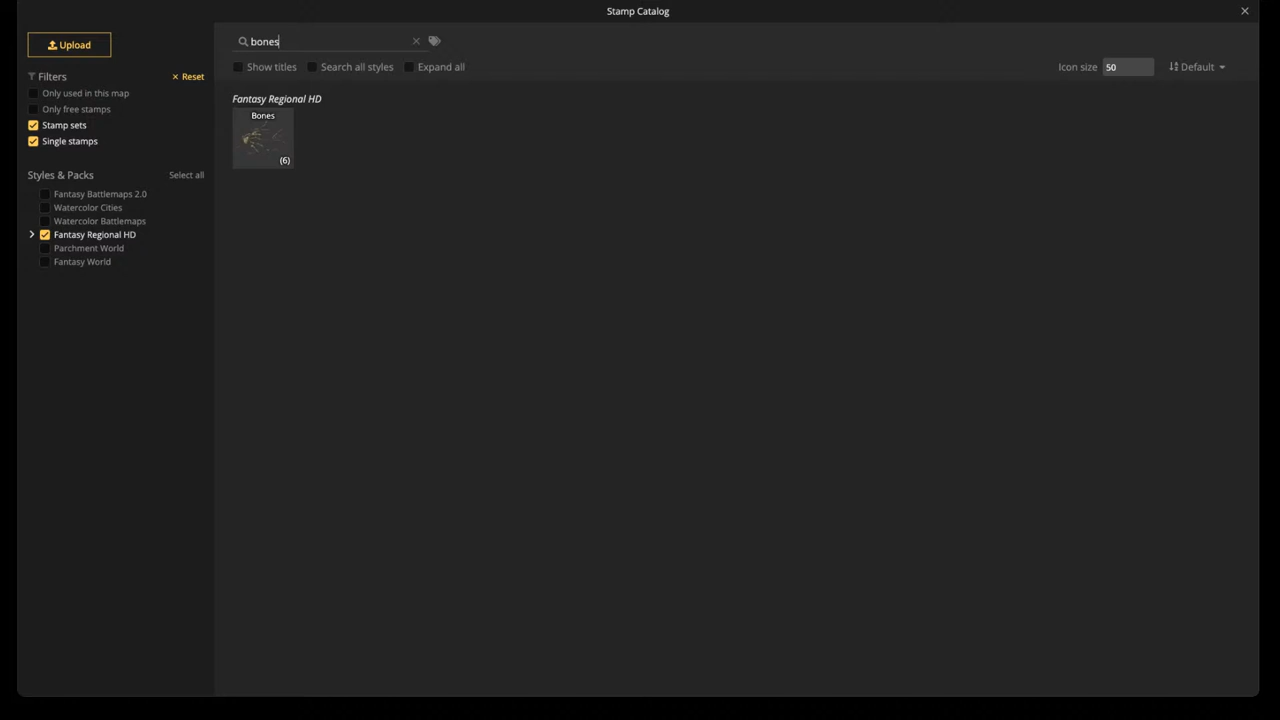 Stamp Catalog
Upload
bones
Filters
Reset
Only used in this map
Only free stamps
Stamp sets
Single stamps
Styles & Packs
Select all
Fantasy Battlemaps 2.0
Watercolor Cities
Watercolor Battlemaps
Fantasy Regional HD
Parchment World
Fantasy World
Show titles
Search all styles
Expand all
Icon size
50
Default
Fantasy Regional HD
Bones
(6)